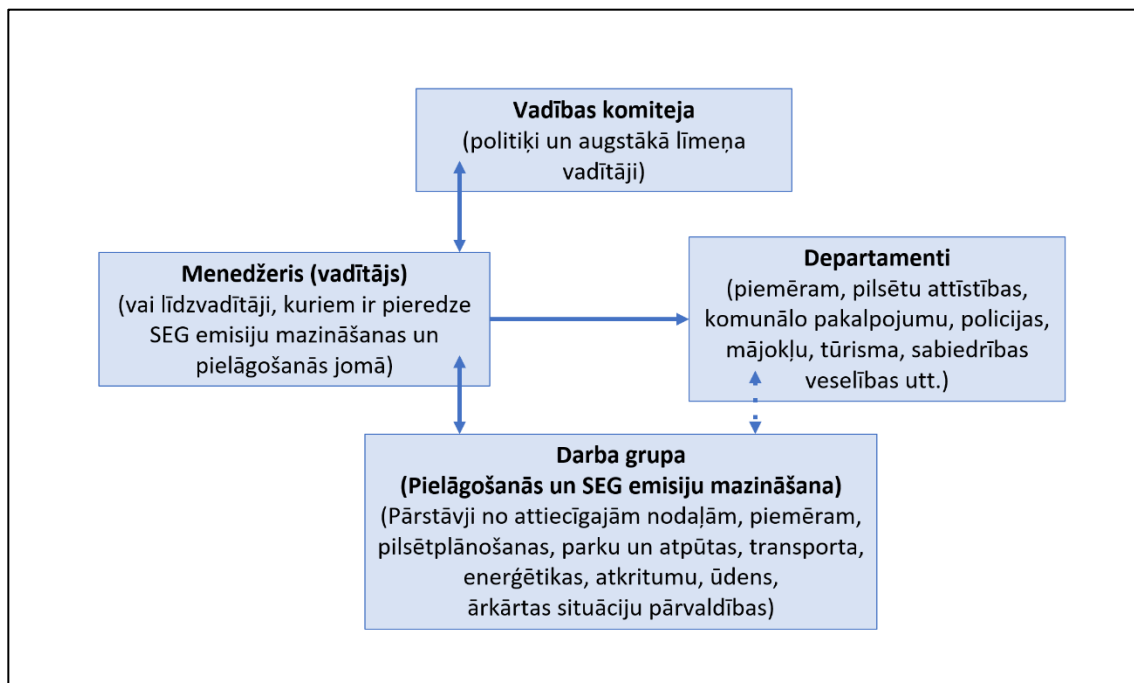 Vadības komiteja
(politiķi un augstākā līmeņa
vadītāji)
Menedžeris (vadītājs)
(vai līdzvadītāji, kuriem ir pieredze
SEG emisiju mazināšanas un
pielāgošanās jomā)
Departamenti
(piemēram, pilsētu attīstības,
komunālo pakalpojumu, policijas,
mājokļu, tūrisma, sabiedrības
veselības utt.)
Darba grupa
(Pielāgošanās un SEG emisiju mazināšana)
(Pārstāvji no attiecīgajām nodaļām, piemēram,
pilsētplānošanas, parku un atpūtas, transporta,
enerģētikas, atkritumu, ūdens,
ārkārtas situāciju pārvaldības)